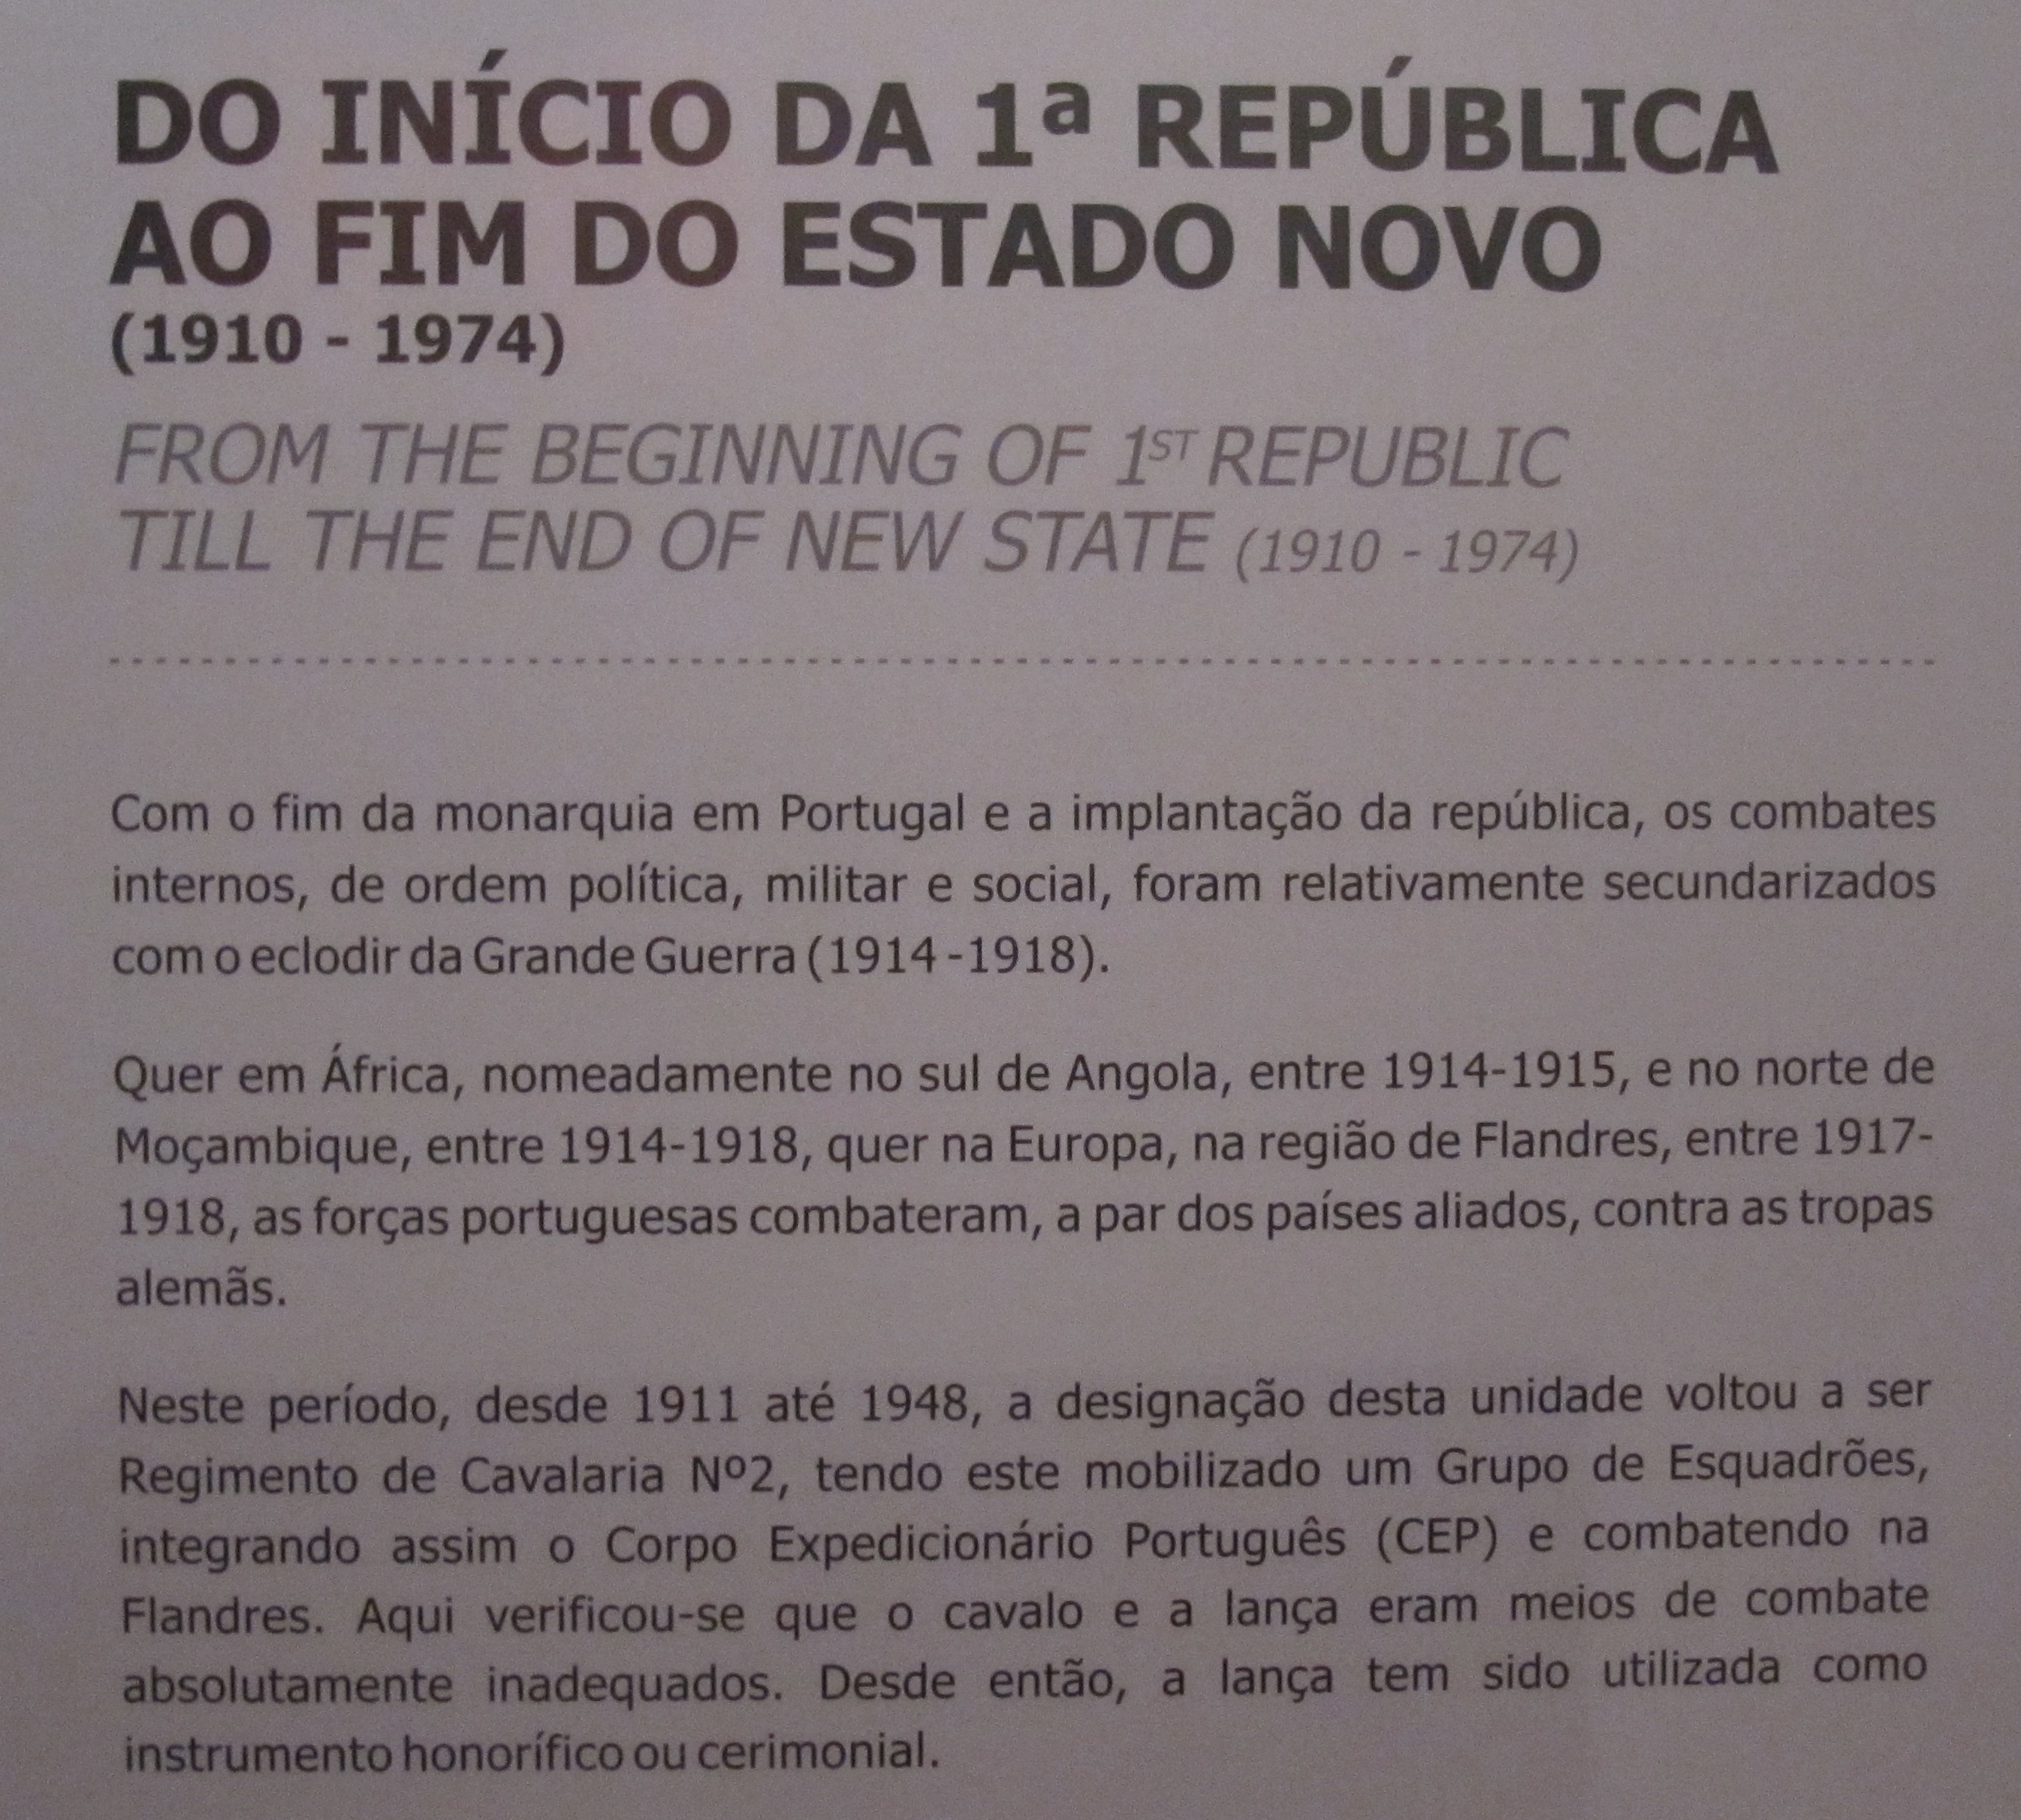 DO INÍCIO DA 1ª REPÚBLICA
AO FIM DO ESTADO NOVO
(1910 - 1974)
FROM THE BEGINNING OF 1ST REPUBLIC
TILL THE END OF NEW STATE (1910 - 1974)
Com o fim da monarquia em Portugal e a implantação da república, os combates
internos, de ordem política, militar e social, foram relativamente secundarizados
com o eclodir da Grande Guerra (1914 -1918).
Quer em África, nomeadamente no sul de Angola, entre 1914-1915, e no norte de
Moçambique, entre 1914-1918, quer na Europa, na região de Flandres, entre 1917-
1918, as forças portuguesas combateram, a par dos países aliados, contra as tropas
alemãs.
Neste período, desde 1911 até 1948, a designação desta unidade voltou a ser
Regimento de Cavalaria Nº2, tendo este mobilizado um Grupo de Esquadrões,
integrando assim o Corpo Expedicionário Português (CEP) e combatendo na
Flandres. Aqui verificou-se que o cavalo e a lança eram meios de combate
absolutamente inadequados. Desde então, a lança tem sido utilizada como
instrumento honorífico ou cerimonial.